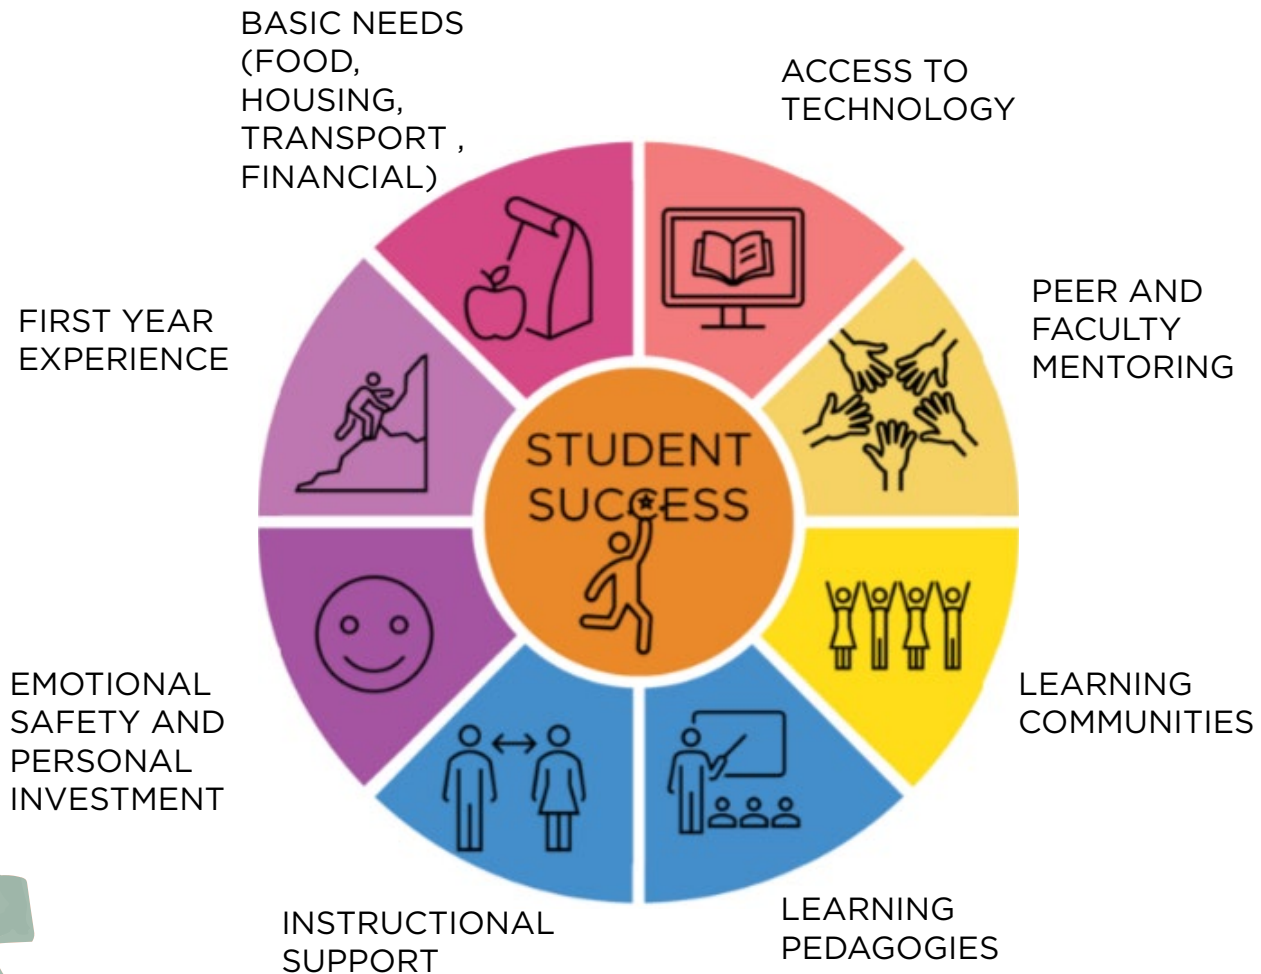 BASIC NEEDS
(FOOD,
HOUSING,
TRANSPORT ,
FINANCIAL)
ACCESS TO
TECHNOLOGY
PEER AND
FACULTY
MENTORING
FIRST YEAR
EXPERIENCE
STUDENT
SUCCESS
EMOTIONAL
SAFETY AND
PERSONAL
INVESTMENT
LEARNING
COMMUNITIES
INSTRUCTIONAL
SUPPORT
LEARNING
PEDAGOGIES